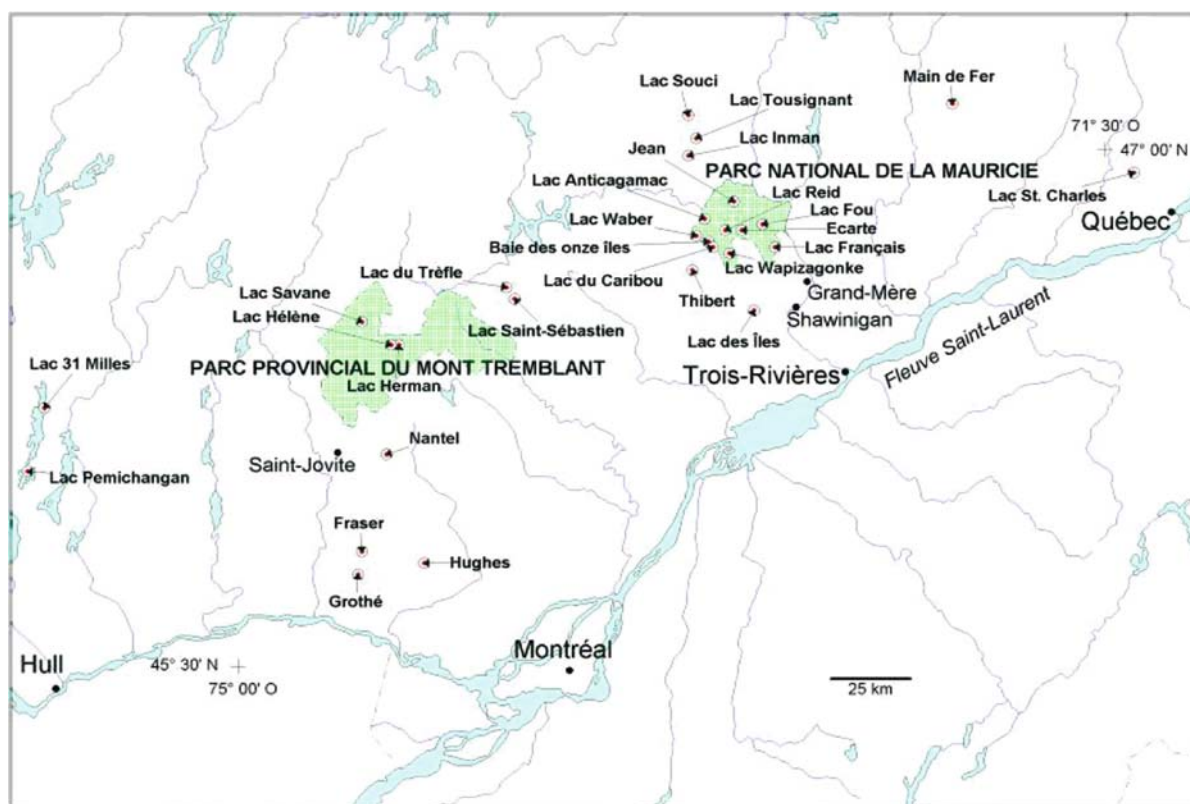 Lac Souci
Main de Fer
Lac Tousignant
71° 30' O
47° 00' N
Lac Inman
Jean
PARC NATIONAL DE LA MAURICIE
Lac Anticagamac
Lac Reid
Lac St. Charles
Lac Fou
Québec
Lac Waber
Ecarte
Baie des onze îles
Lac Français
Lac du Caribou
Lac Wapizagonke
Lac du Trèfle
Thibert
Grand-Mère
Lac Savane
Shawinigan
Lac Hélène
Lac Saint-Sébastien
Lac des Îles
Fleuve Saint-Laurent
Lac 31 Milles
PARC PROVINCIAL DU MONT TREMBLANT
Trois-Rivières
Lac Herman
Nantel
Saint-Jovite
Lac Pemichangan
Fraser
Hughes
Grothé
Montréal
Hull
45° 30' N
75° 00' O
25 km